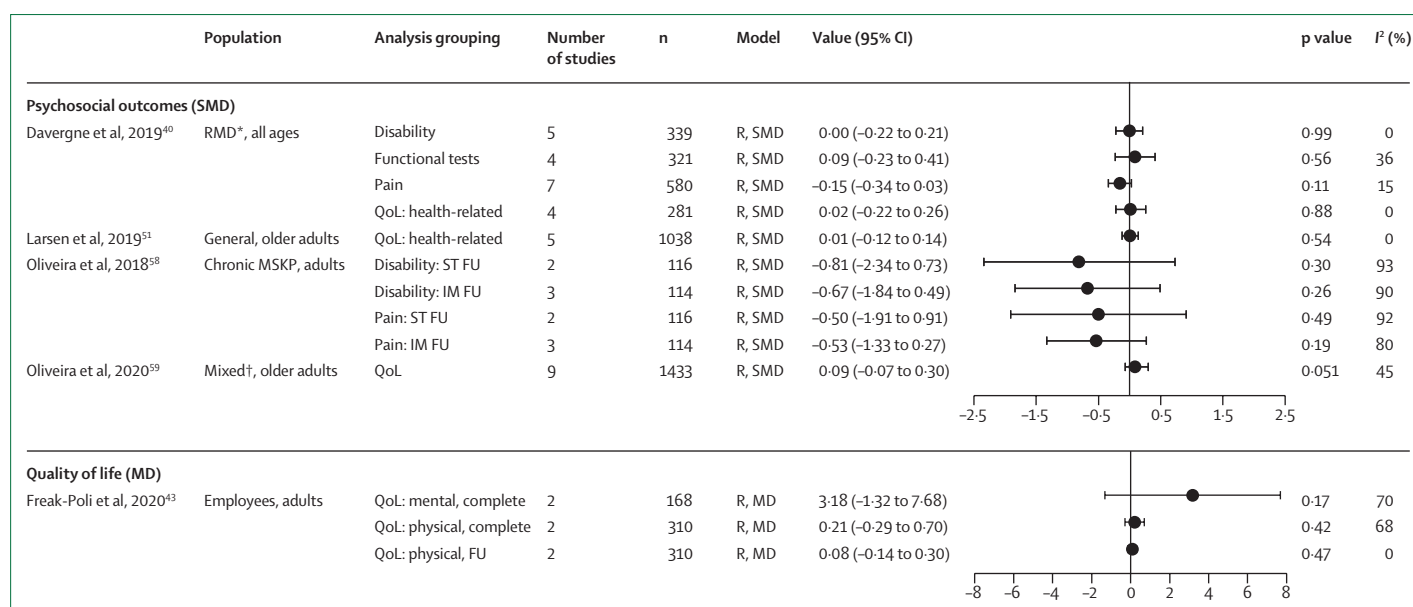 Population Analysis grouping Number of studies n Model Value (95% CI) p value I² (%)
Psychosocial outcomes (SMD)
Davergne et al, 2019⁴⁰ RMD*, all ages Disability 5 339 R, SMD 0·00 (–0·22 to 0·21) 0·99 0
Functional tests 4 321 R, SMD 0·09 (–0·23 to 0·41) 0·56 36
Pain 7 580 R, SMD –0·15 (–0·34 to 0·03) 0·11 15
QoL: health-related 4 281 R, SMD 0·02 (–0·22 to 0·26) 0·88 0
Larsen et al, 2019⁵¹ General, older adults QoL: health-related 5 1038 R, SMD 0·01 (–0·12 to 0·14) 0·54 0
Oliveira et al, 2018⁵⁸ Chronic MSKP, adults Disability: ST FU 2 116 R, SMD –0·81 (–2·34 to 0·73) 0·30 93
Disability: IM FU 3 114 R, SMD –0·67 (–1·84 to 0·49) 0·26 90
Pain: ST FU 2 116 R, SMD –0·50 (–1·91 to 0·91) 0·49 92
Pain: IM FU 3 114 R, SMD –0·53 (–1·33 to 0·27) 0·19 80
Oliveira et al, 2020⁵⁹ Mixed†, older adults QoL 9 1433 R, SMD 0·09 (–0·07 to 0·30) 0·051 45
–2·5 –1·5 –0·5 0·5 1·5 2·5
Quality of life (MD)
Freak-Poli et al, 2020⁴³ Employees, adults QoL: mental, complete 2 168 R, MD 3·18 (–1·32 to 7·68) 0·17 70
QoL: physical, complete 2 310 R, MD 0·21 (–0·29 to 0·70) 0·42 68
QoL: physical, FU 2 310 R, MD 0·08 (–0·14 to 0·30) 0·47 0
–8 –6 –4 –2 0 2 4 6 8